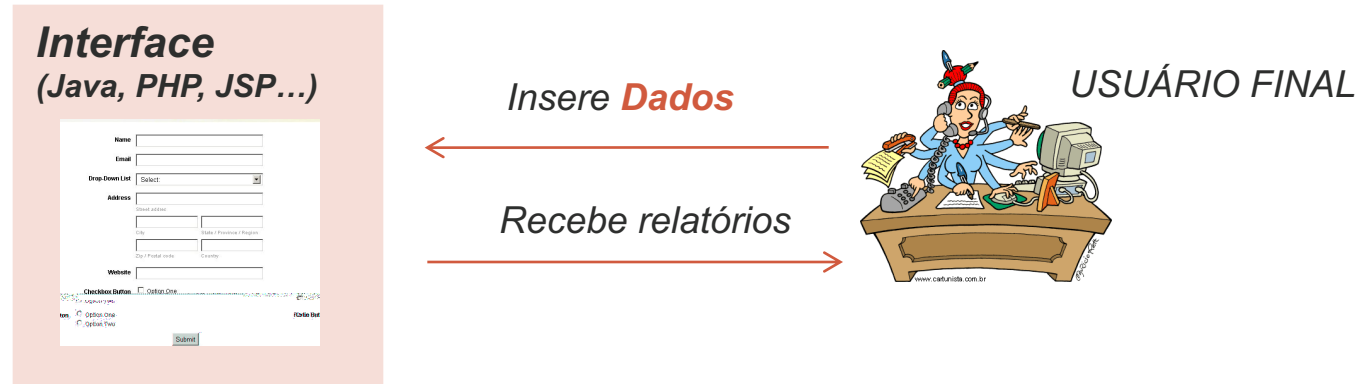 Interface
(Java, PHP, JSP…)
Name
Email
Drop-Down List Select:
Address
Street address
City State / Province / Region
Zip / Postal code Country
Website
Checkbox Button Option One
Option One
Option Two
Submit
Insere Dados
Recebe relatórios
USUÁRIO FINAL
www.cartunista.com.br